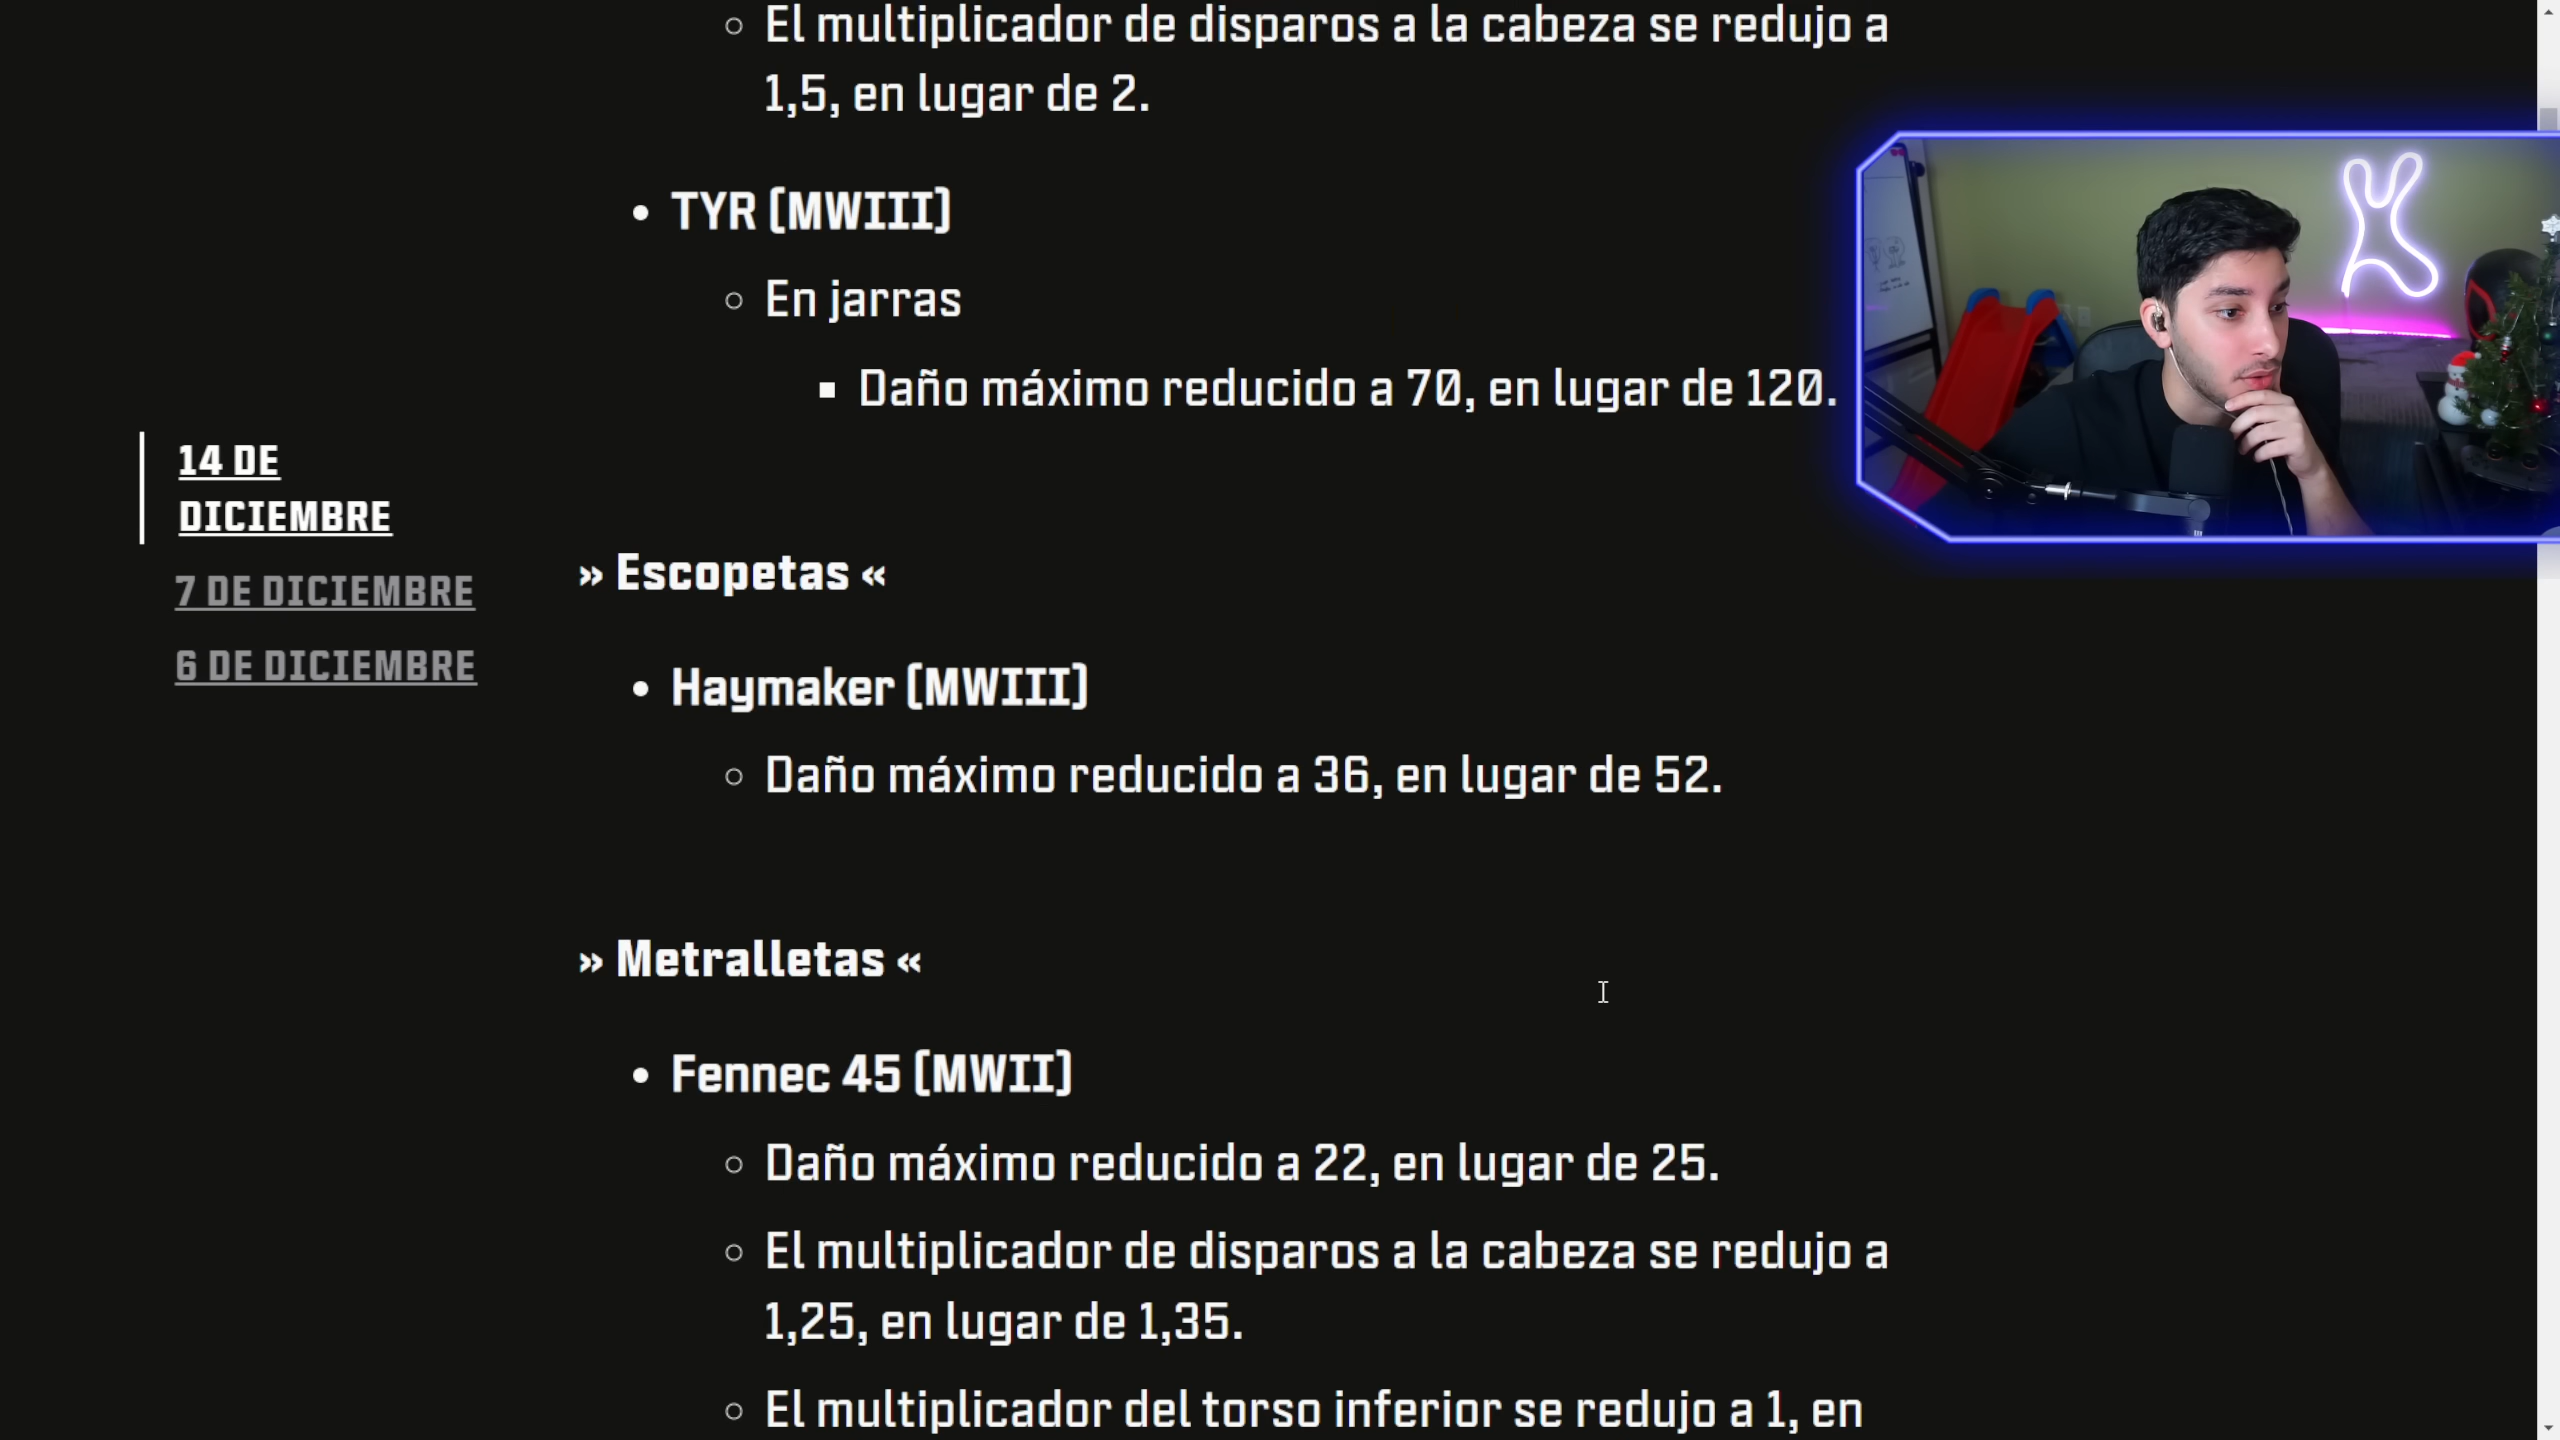 El multiplicador de disparos a la cabeza se redujo a
1,5, en lugar de 2.
TYR (MWIII)
En jarras
Daño máximo reducido a 70, en lugar de 120.
14 DE
DICIEMBRE
7 DE DICIEMBRE
6 DE DICIEMBRE
» Escopetas «
Haymaker (MWIII)
Daño máximo reducido a 36, en lugar de 52.
» Metralletas «
Fennec 45 (MWII)
Daño máximo reducido a 22, en lugar de 25.
El multiplicador de disparos a la cabeza se redujo a
1,25, en lugar de 1,35.
El multiplicador del torso inferior se redujo a 1, en